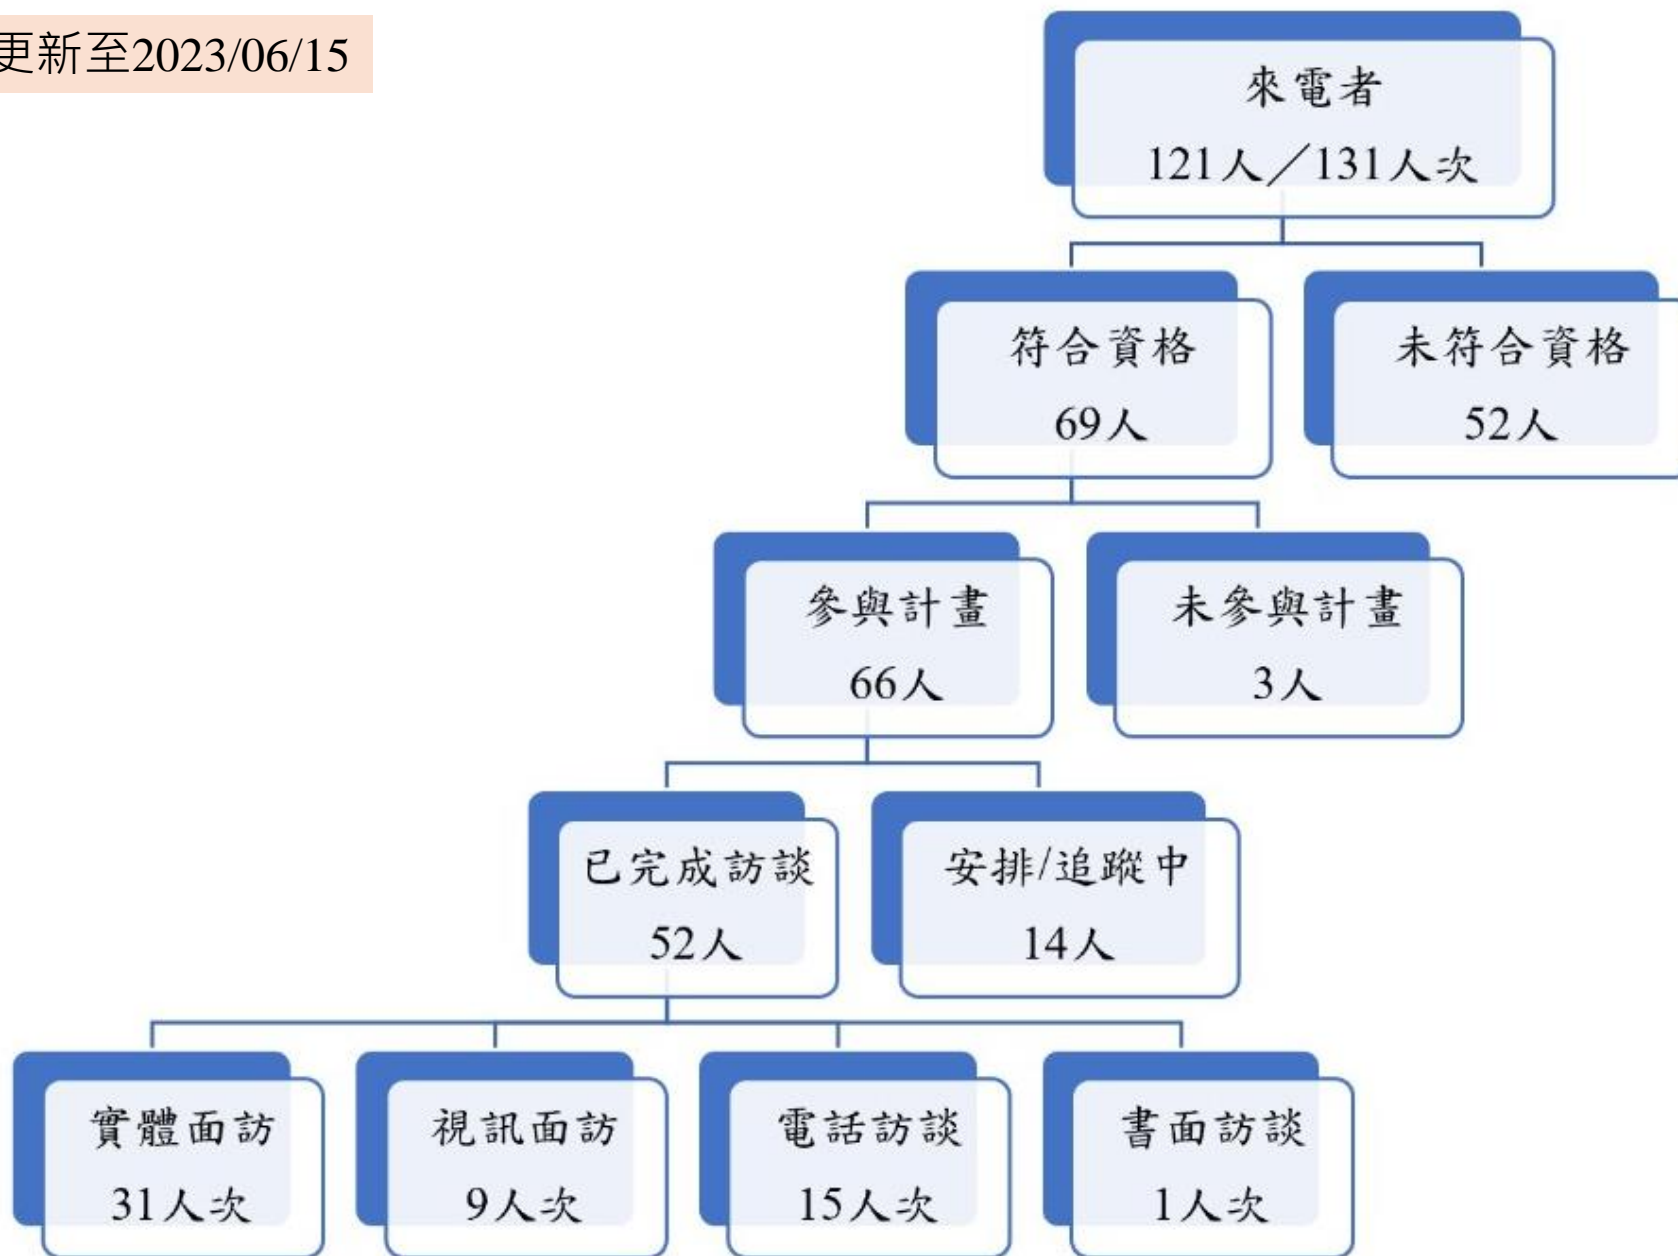 更新至2023/06/15
來電者
121人／131人次
符合資格
69人
未符合資格
52人
參與計畫
66人
未參與計畫
3人
已完成訪談
52人
安排/追蹤中
14人
實體面訪
31人次
視訊面訪
9人次
電話訪談
15人次
書面訪談
1人次